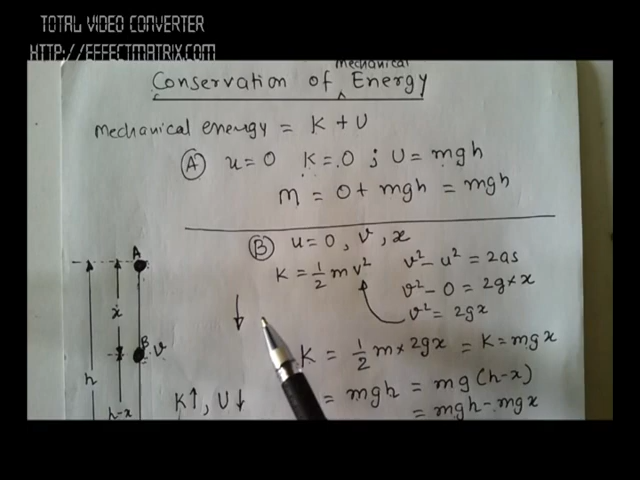 TOTAL VIDEO CONVERTER
HTTP://EFFECTMATRIX.COM
mechanical
Conservation of ^ Energy
mechanical energy = K + U
(A) u = 0 K = 0 ; U = mgh
M = 0 + mgh = mgh
(B) u = 0, v, x
K = 1/2 mv² v² - u² = 2as
v² - 0 = 2g × x
v² = 2gx
K = 1/2 m × 2gx = K = mgx
= mgh = mg(h-x)
= mgh - mgx
A
x
B v
h
h-x
K↑, U↓